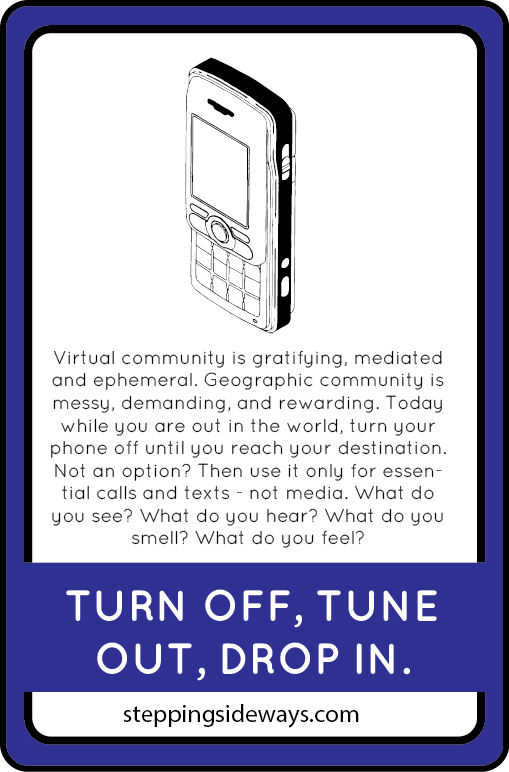 Virtual community is gratifying, mediated
and ephemeral. Geographic community is
messy, demanding, and rewarding. Today
while you are out in the world, turn your
phone off until you reach your destination.
Not an option? Then use it only for essen-
tial calls and texts - not media. What do
you see? What do you hear? What do you
smell? What do you feel?
TURN OFF, TUNE
OUT, DROP IN.
steppingsideways.com